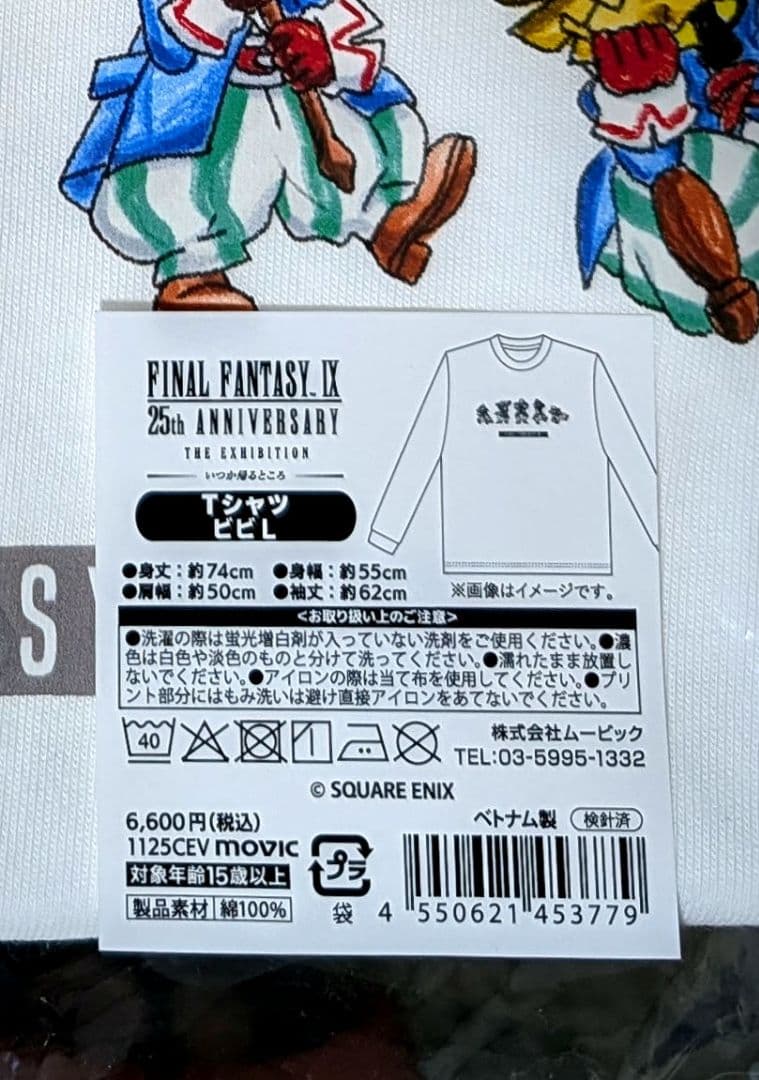 FINAL FANTASY™ IX
25th ANNIVERSARY
THE EXHIBITION
いつか帰るところ
Tシャツ
ビビ L
●身丈：約74cm ●身幅：約55cm
●肩幅：約50cm ●袖丈：約62cm
※画像はイメージです。
<お取り扱い上のご注意>
●洗濯の際は蛍光増白剤が入っていない洗剤をご使用ください。●濃
色は白色や淡色のものと分けて洗ってください。●濡れたまま放置し
ないでください。●アイロンの際は当て布を使用してください。●プリ
ント部分にはもみ洗いは避け直接アイロンをあてないでください。
40
株式会社ムービック
TEL:03-5995-1332
© SQUARE ENIX
6,600円(税込)
ベトナム製 検針済
1125CEV movic
対象年齢15歳以上
製品素材 綿100%
プラ
袋
4 550621 453779
S